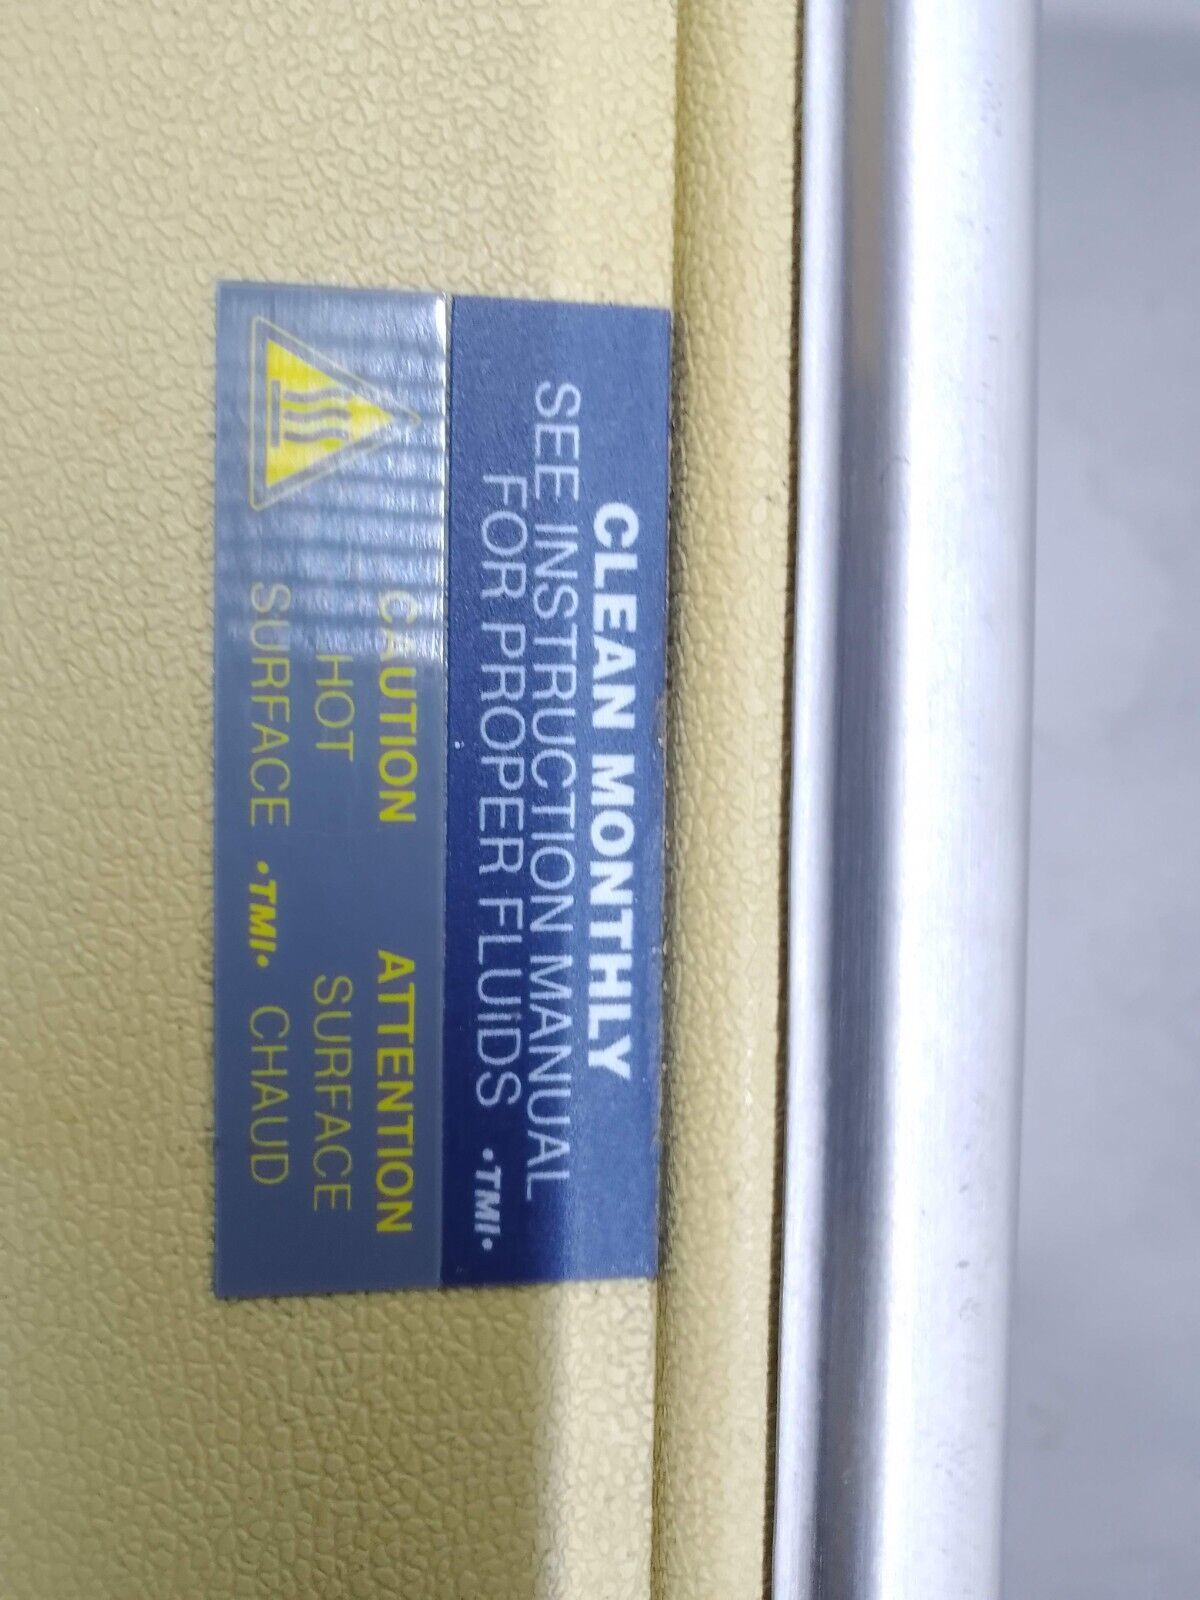 CLEAN MONTHLY
SEE INSTRUCTION MANUAL
FOR PROPER FLUIDS •TMI•
CAUTION
HOT
SURFACE
ATTENTION
SURFACE
CHAUD
•TMI•